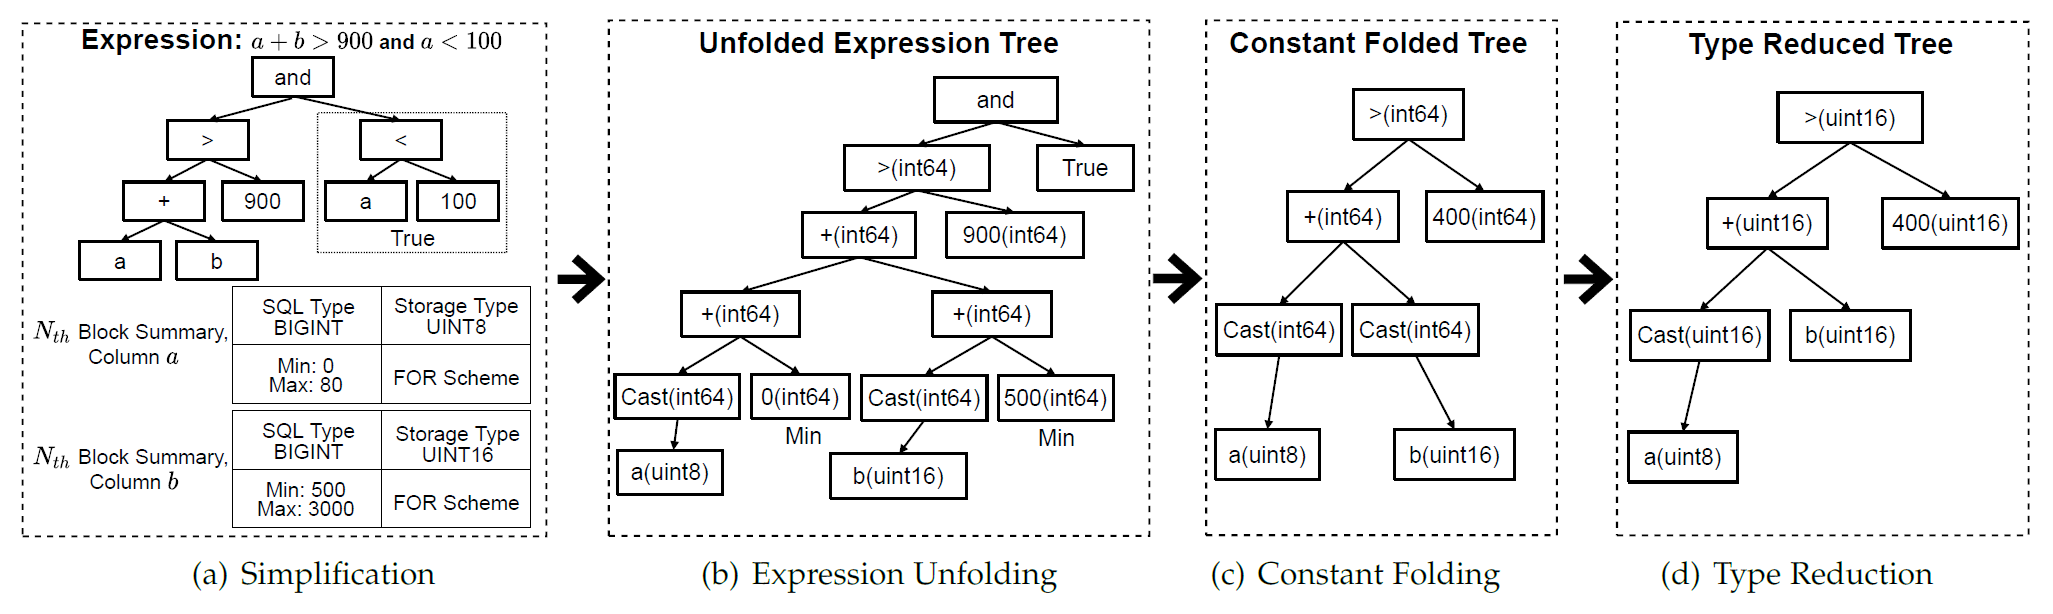 Expression: a + b > 900 and a < 100
and
>
<
+
900
a
100
True
a
b
N_th Block Summary,
Column a
SQL Type
BIGINT
Storage Type
UINT8
Min: 0
Max: 80
FOR Scheme
N_th Block Summary,
Column b
SQL Type
BIGINT
Storage Type
UINT16
Min: 500
Max: 3000
FOR Scheme
(a) Simplification
Unfolded Expression Tree
and
>(int64)
True
+(int64)
900(int64)
+(int64)
+(int64)
Cast(int64)
0(int64)
Cast(int64)
500(int64)
Min
Min
a(uint8)
b(uint16)
(b) Expression Unfolding
Constant Folded Tree
>(int64)
+(int64)
400(int64)
Cast(int64)
Cast(int64)
a(uint8)
b(uint16)
(c) Constant Folding
Type Reduced Tree
>(uint16)
+(uint16)
400(uint16)
Cast(uint16)
b(uint16)
a(uint8)
(d) Type Reduction